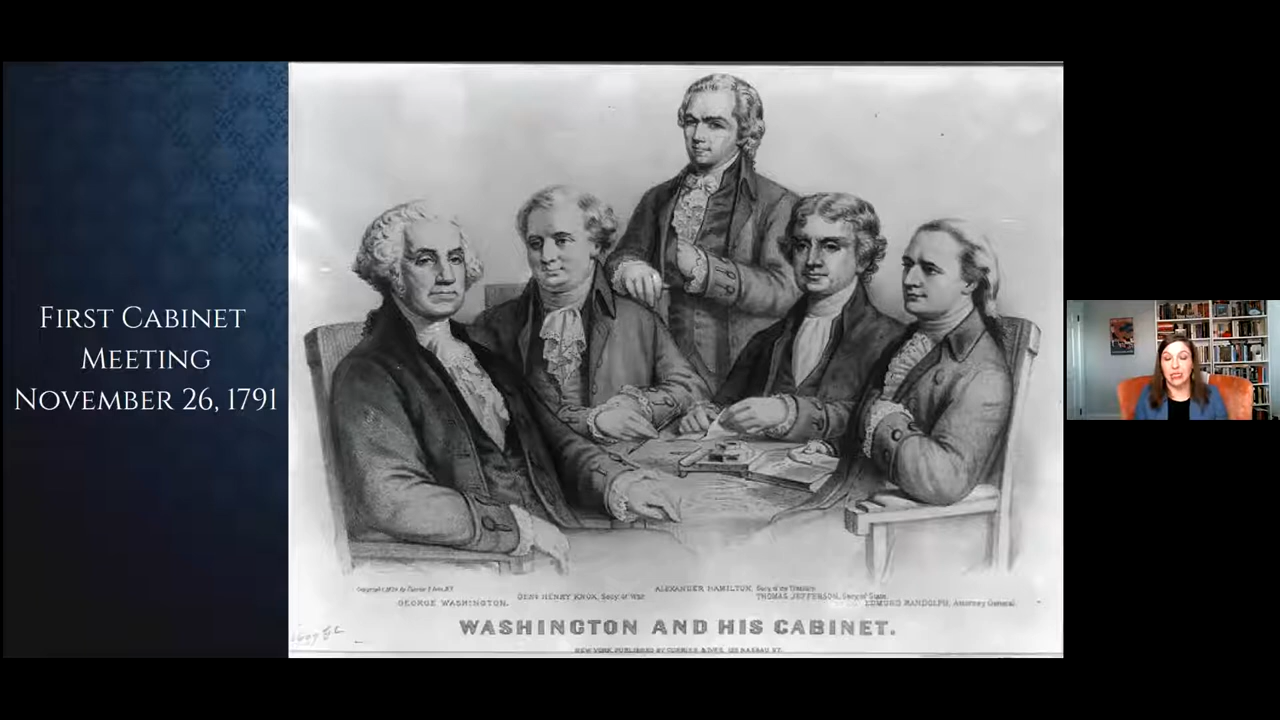 FIRST CABINET
MEETING
NOVEMBER 26, 1791
ALEXANDER HAMILTON, Secy. of the Treasury
GEN! HENRY KNOX, Secy. of War
THOMAS JEFFERSON, Secy. of State
GEORGE WASHINGTON.
EDMUND RANDOLPH, Attorney General.
WASHINGTON AND HIS CABINET.
NEW YORK, PUBLISHED BY CURRIER & IVES, NASSAU ST.